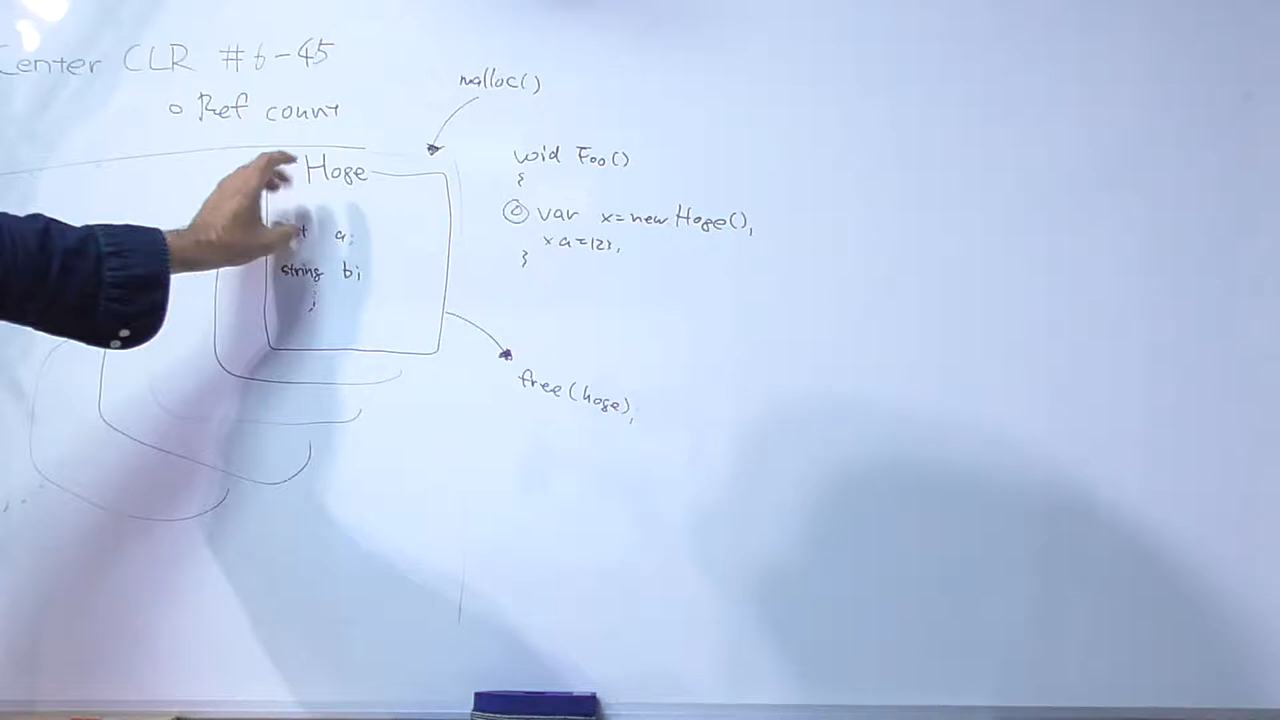 Center CLR #6-45
o Ref count
malloc()
Hoge
a;
string b;
void Foo()
{
var x=new Hoge();
x a=123;
}
free(hoge);